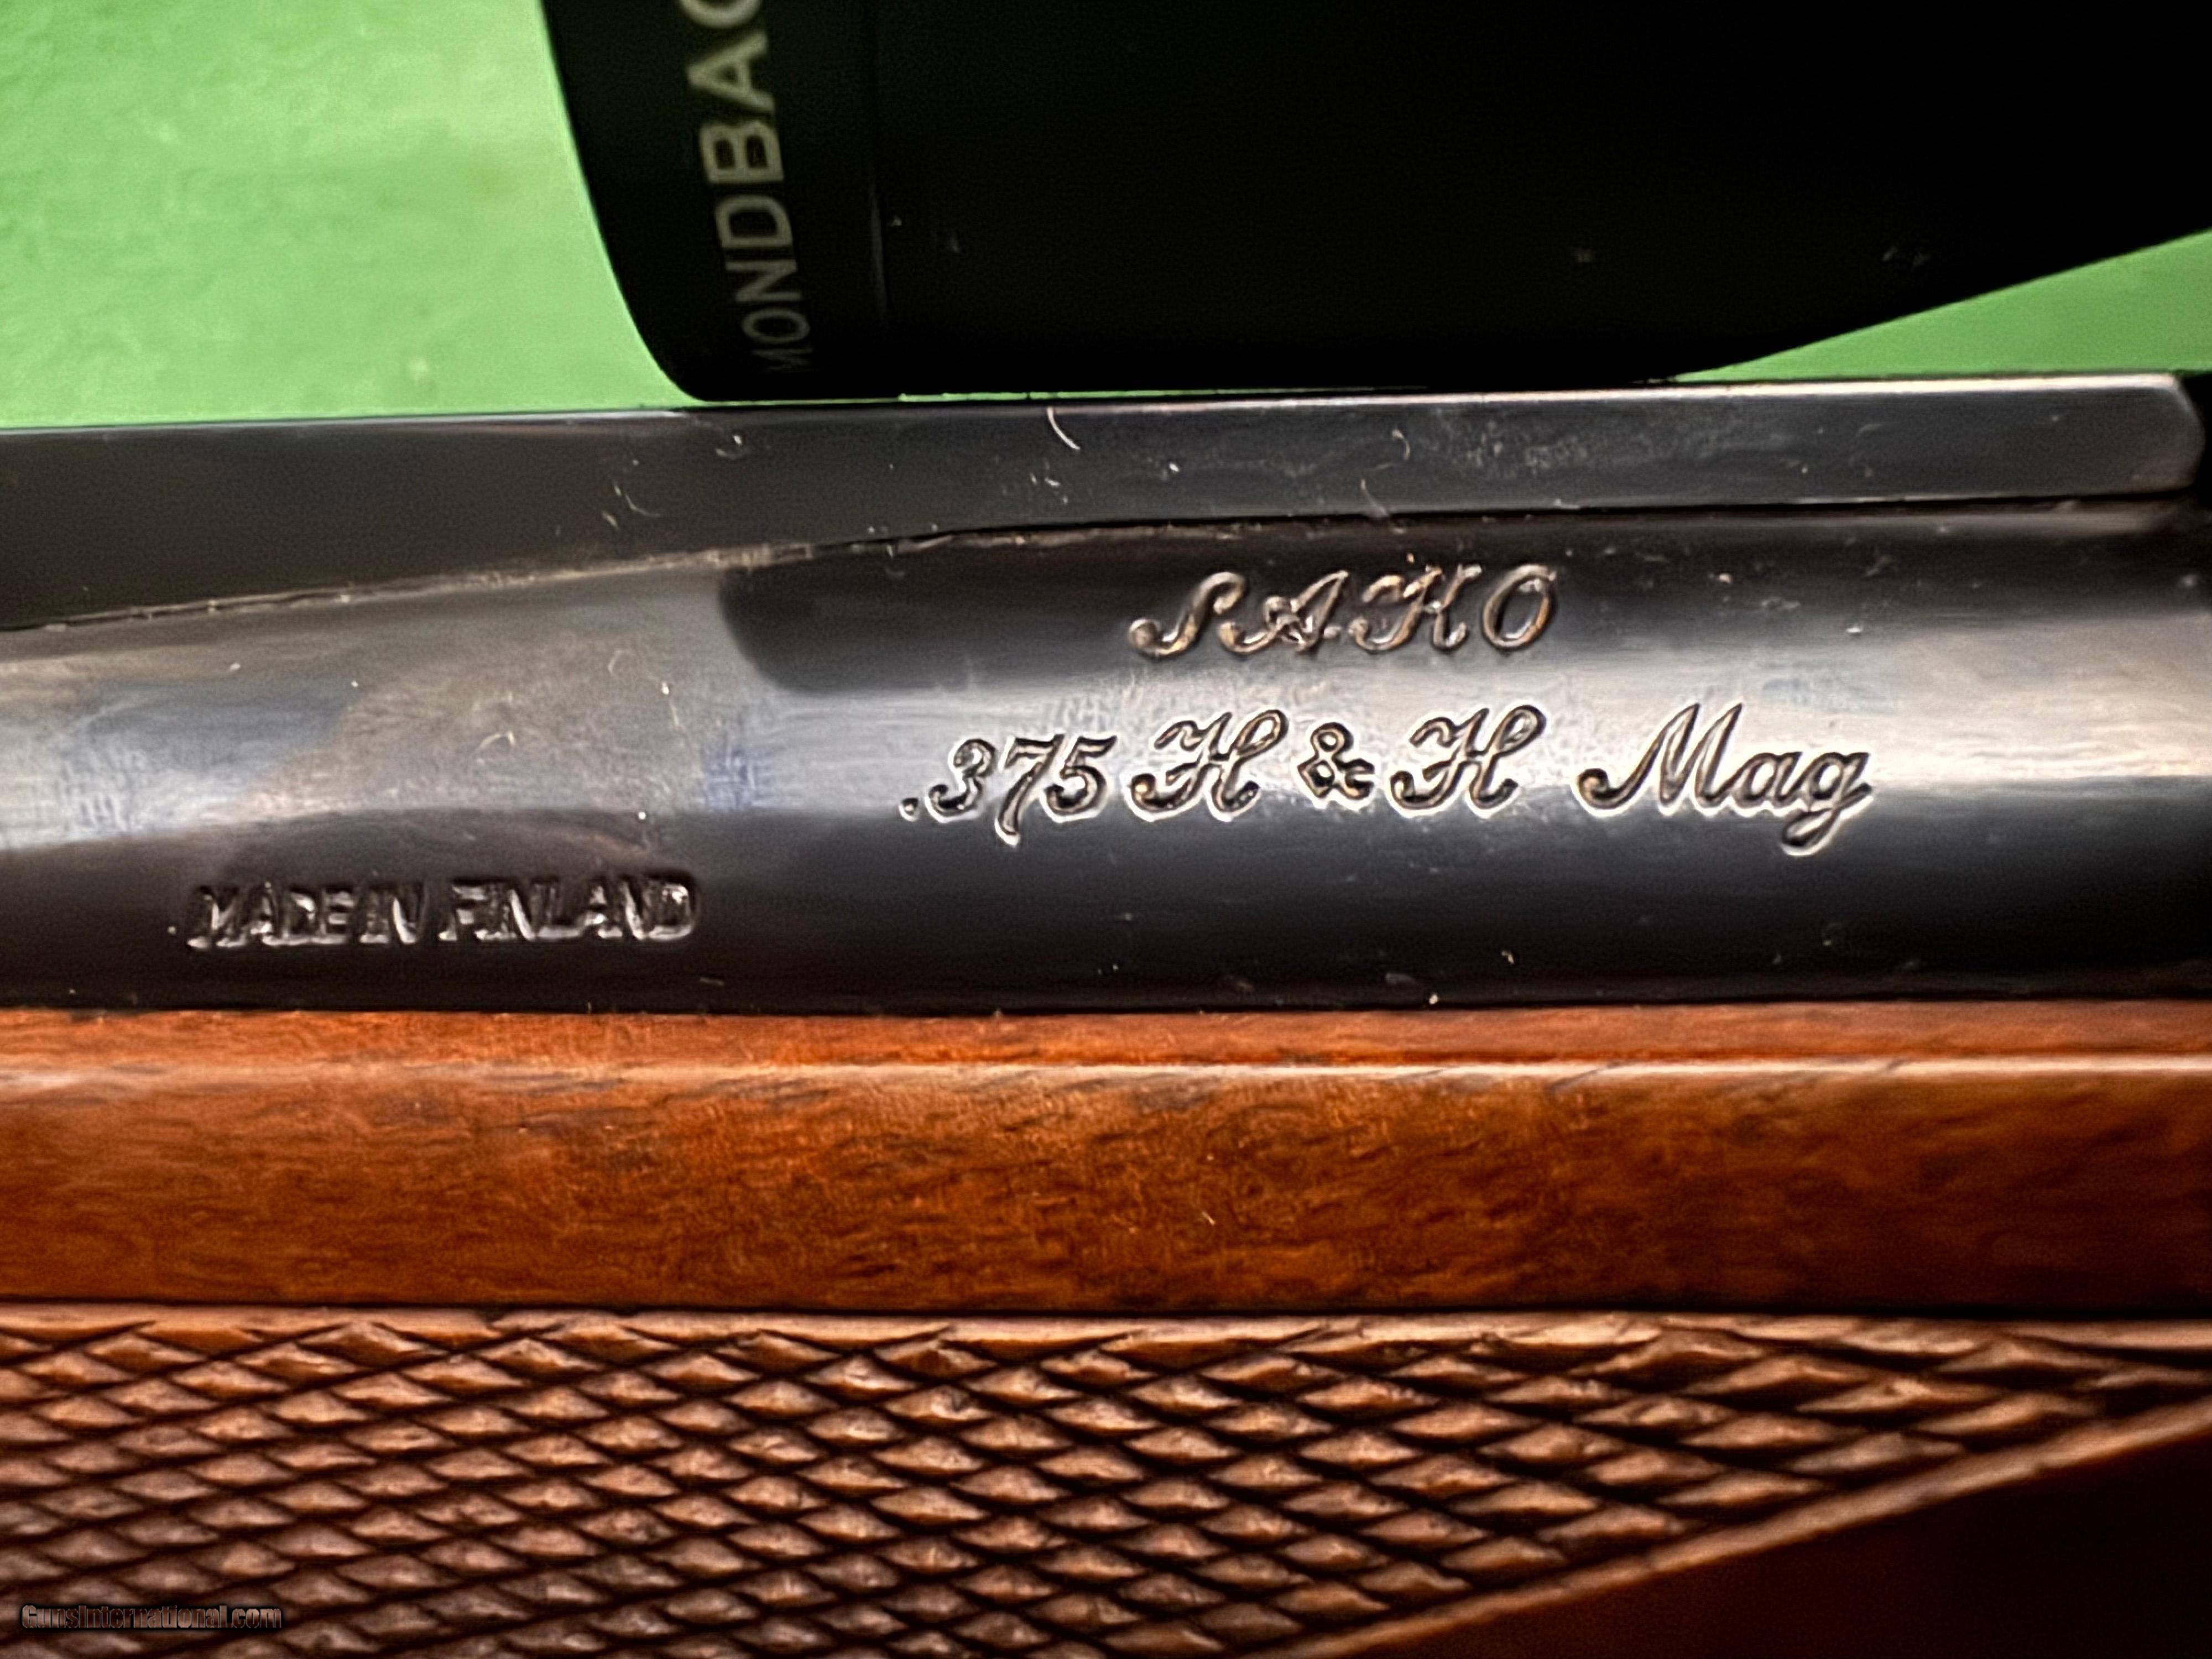 MONDBAC
SAKO
.375 H & H Mag
MADE IN FINLAND
GunsInternational.com